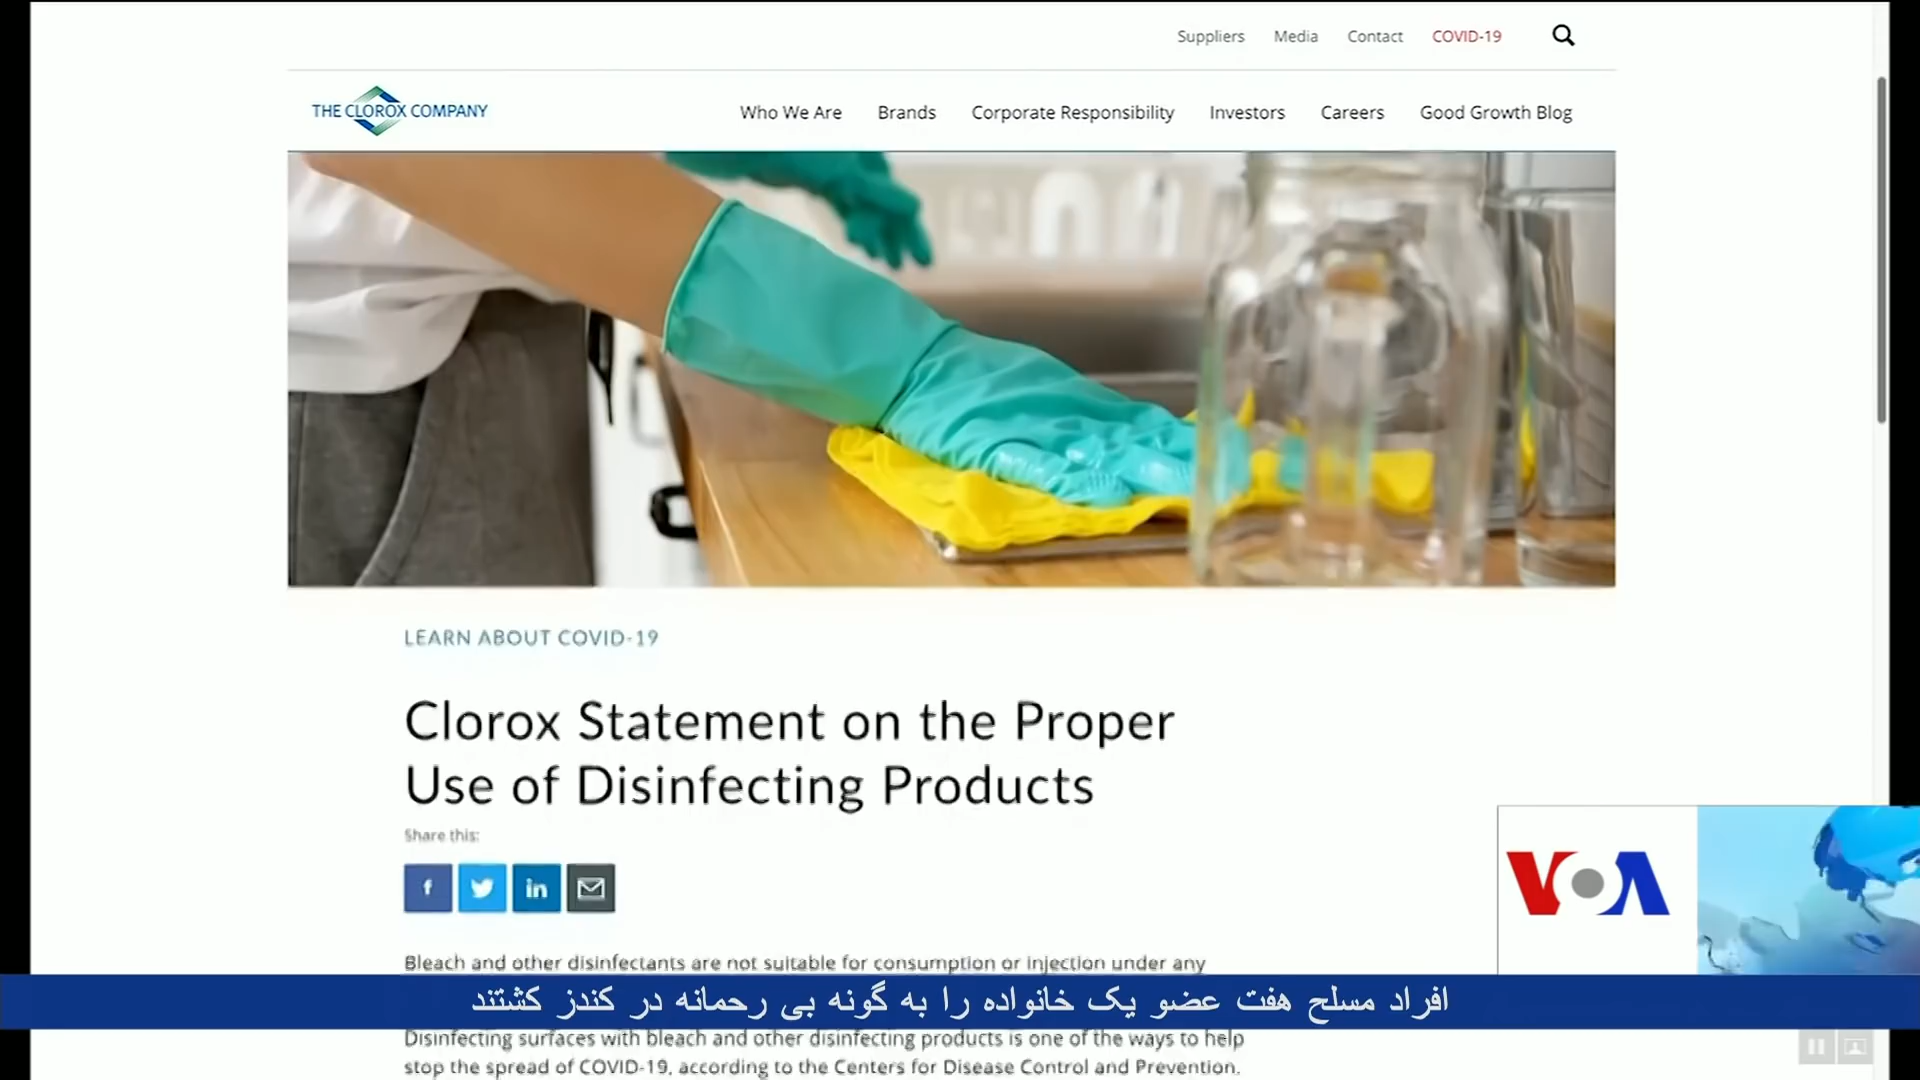 Suppliers Media Contact COVID-19
THE CLOROX COMPANY
Who We Are Brands Corporate Responsibility Investors Careers Good Growth Blog
LEARN ABOUT COVID-19
Clorox Statement on the Proper
Use of Disinfecting Products
Share this:
f in
Bleach and other disinfectants are not suitable for consumption or injection under any
VOA
افراد مسلح هفت عضو یک خانواده را به گونه بی رحمانه در کندز کشتند
Disinfecting surfaces with bleach and other disinfecting products is one of the ways to help
stop the spread of COVID-19, according to the Centers for Disease Control and Prevention.